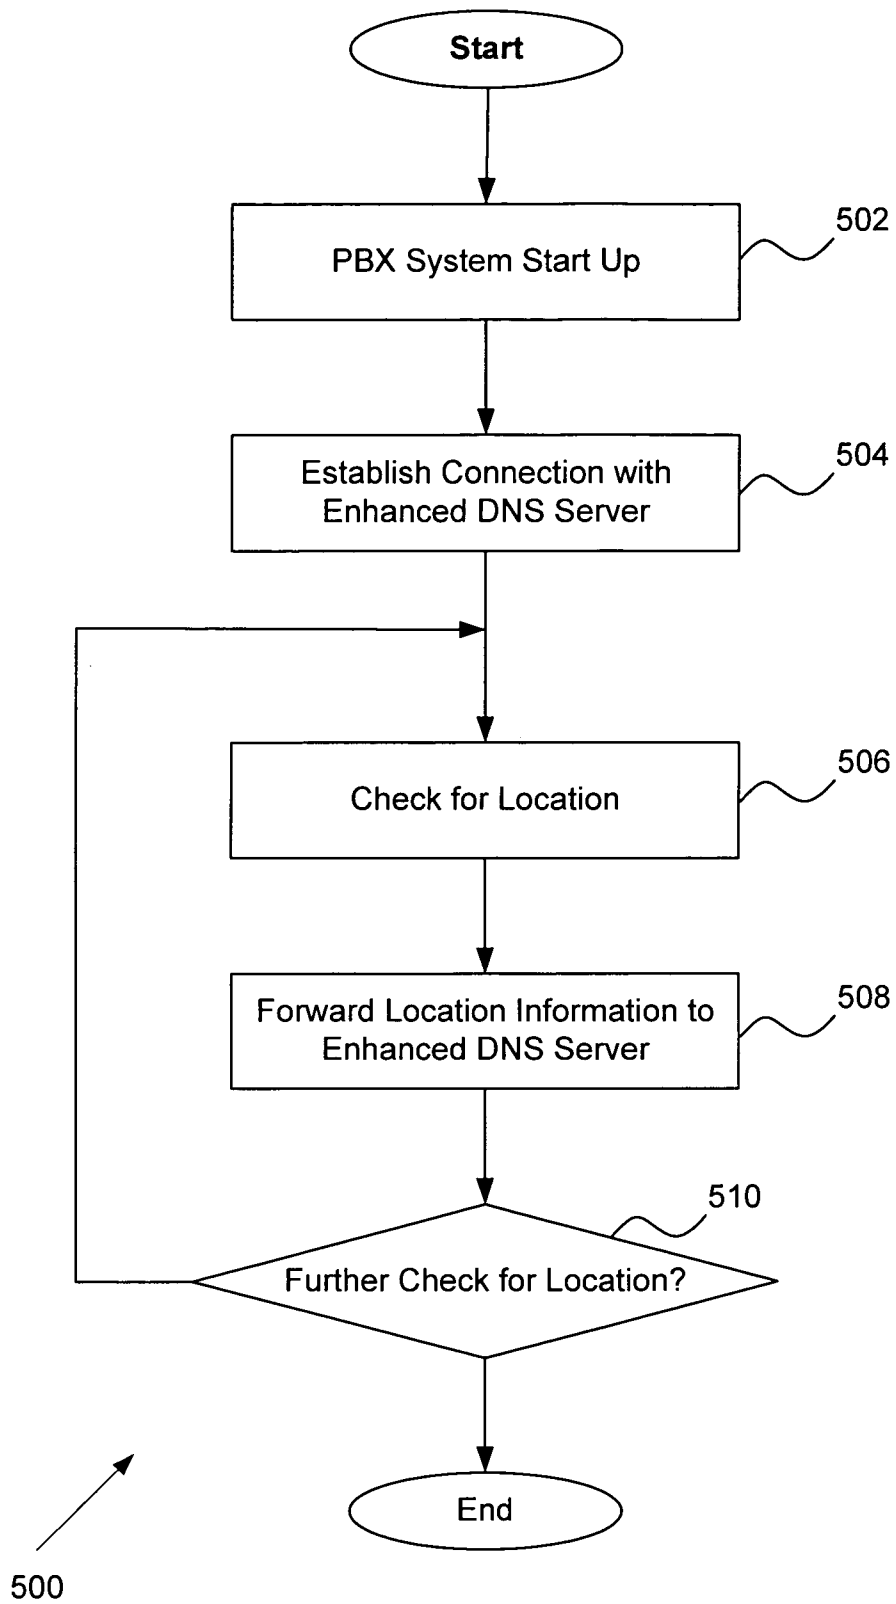 Start
502
PBX System Start Up
504
Establish Connection with
Enhanced DNS Server
506
Check for Location
508
Forward Location Information to
Enhanced DNS Server
510
Further Check for Location?
End
500